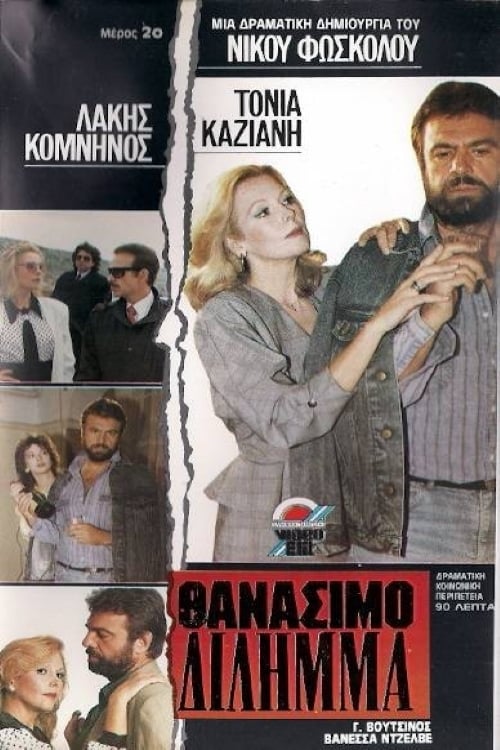 Μέρος 2ο
ΜΙΑ ΔΡΑΜΑΤΙΚΗ ΔΗΜΙΟΥΡΓΙΑ ΤΟΥ
ΝΙΚΟΥ ΦΩΣΚΟΛΟΥ
ΛΑΚΗΣ
ΚΟΜΝΗΝΟΣ
ΤΟΝΙΑ
ΚΑΖΙΑΝΗ
VIDEO
ΔΡΑΜΑΤΙΚΗ
ΚΟΙΝΩΝΙΚΗ
ΠΕΡΙΠΕΤΕΙΑ
90 ΛΕΠΤΑ
ΘΑΝΑΣΙΜΟ
ΔΙΛΗΜΜΑ
Γ. ΒΟΥΤΣΙΝΟΣ
ΒΑΝΕΣΣΑ ΝΤΖΕΛΒΕ